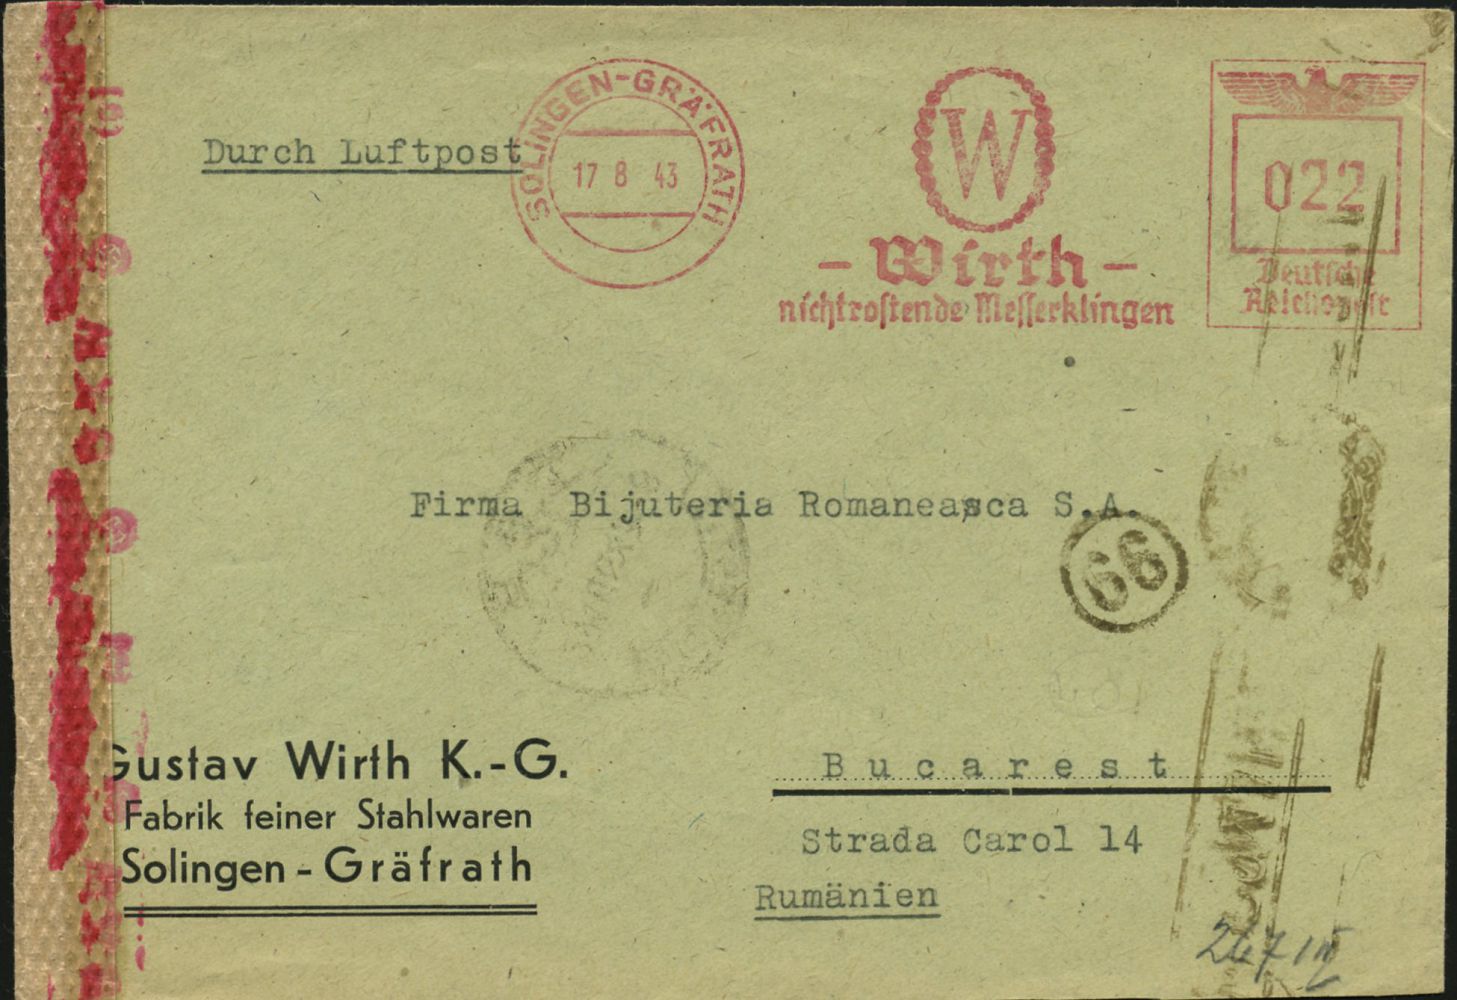 Durch Luftpost
SOLINGEN-GRÄFRATH
17 8 43
W
- Wirth -
nichtrostende Messerklingen
022
Deutsche
Reichspost
Firma Bijuteria Romaneasca S.A.
66
Gustav Wirth K.-G.
Fabrik feiner Stahlwaren
Solingen - Gräfrath
Bucarest
Strada Carol 14
Rumänien